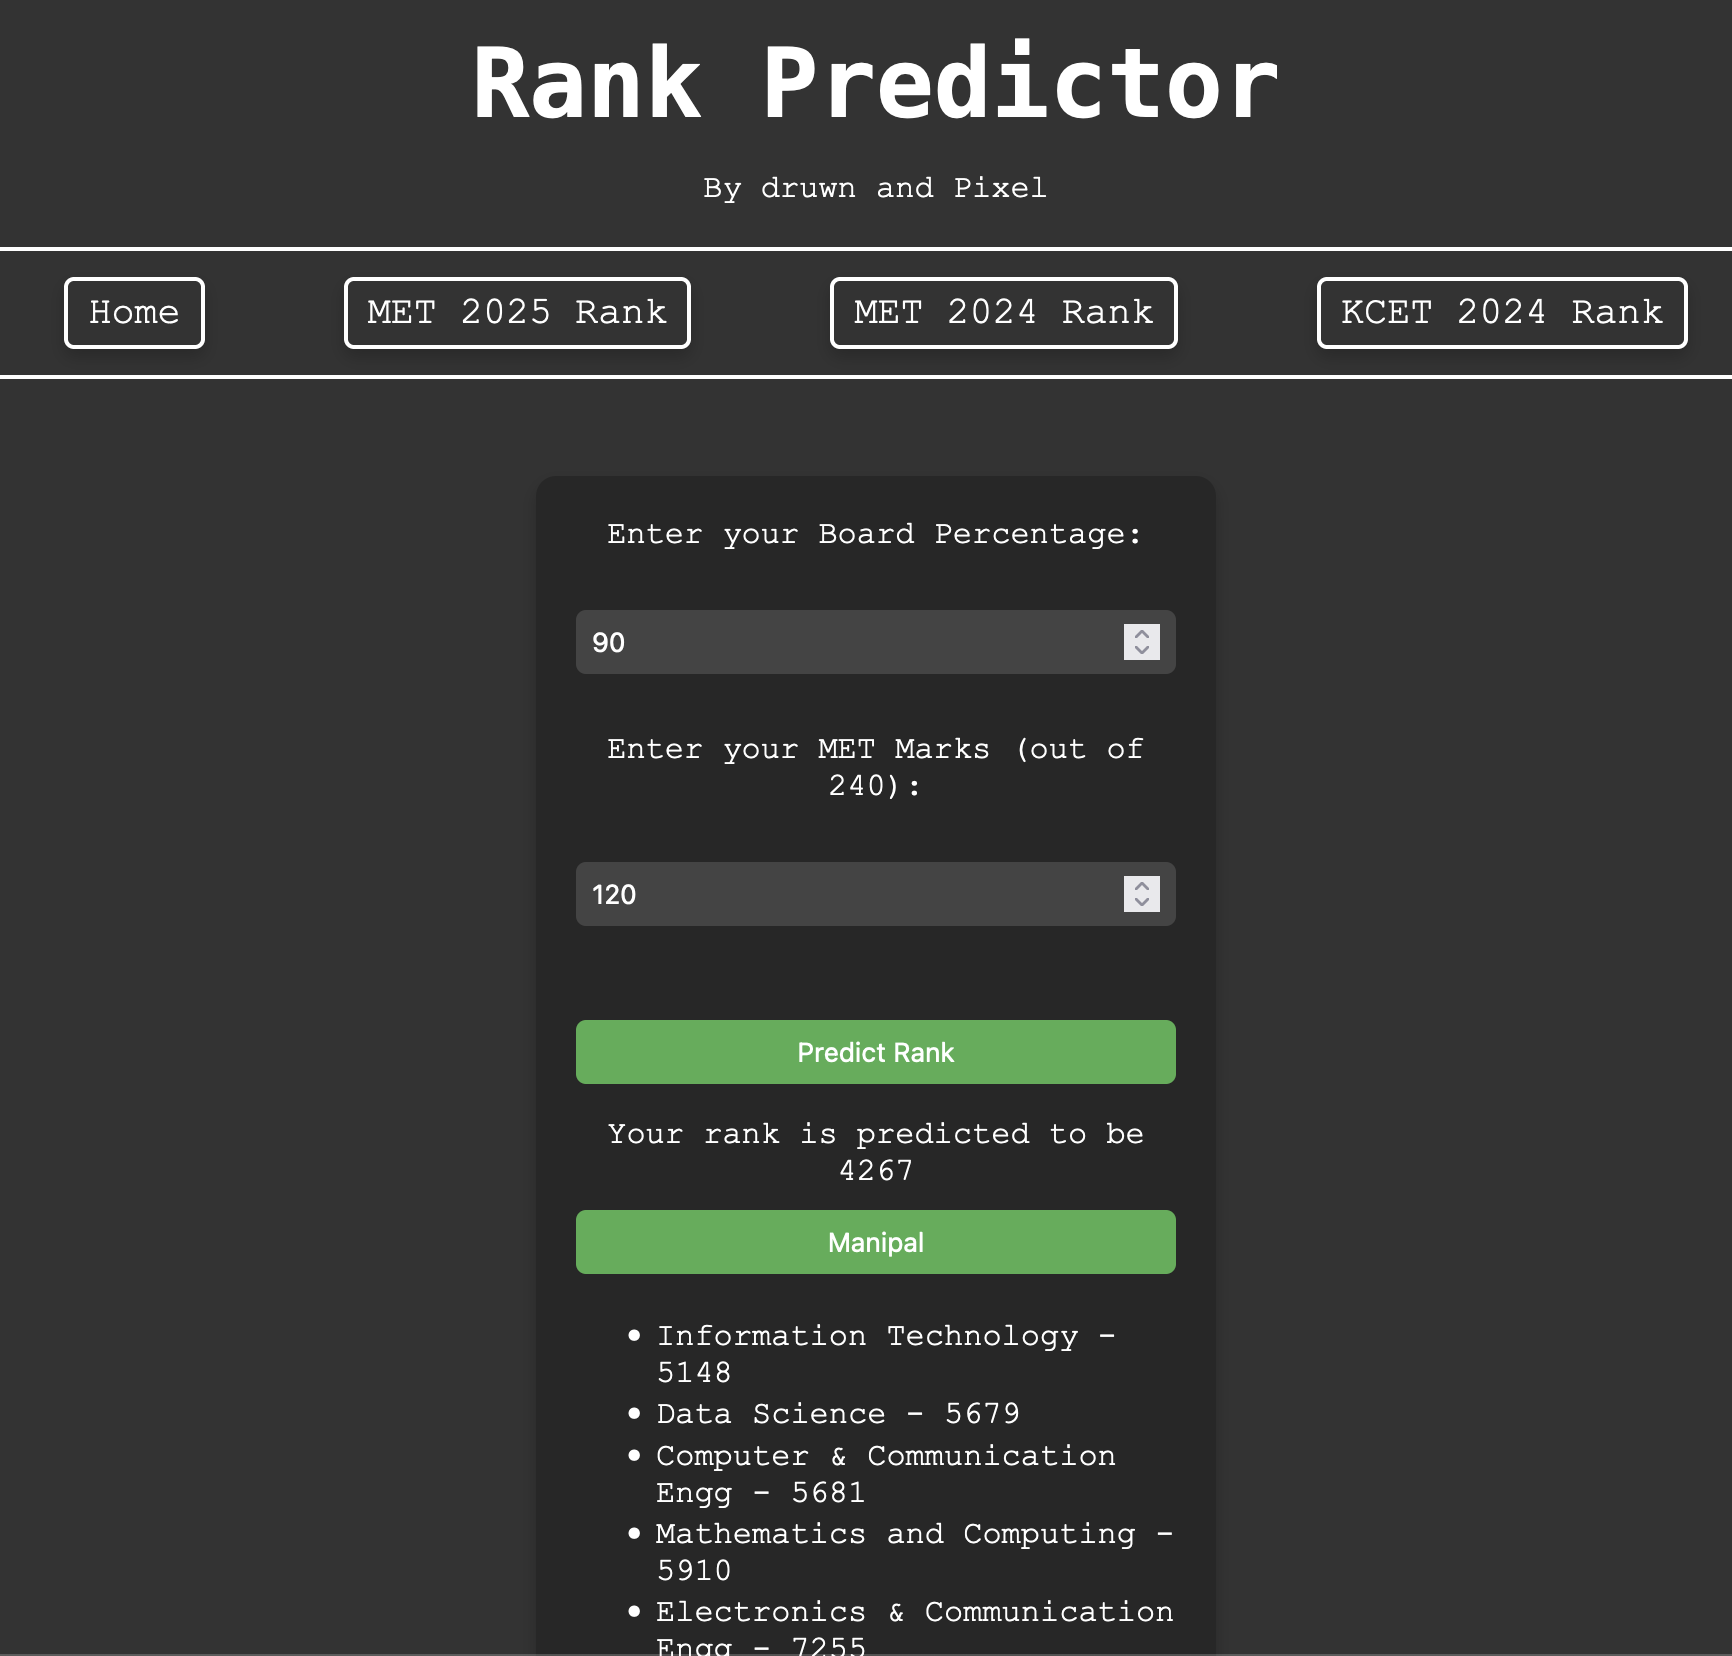 Rank Predictor
By druwn and Pixel
Home
MET 2025 Rank
MET 2024 Rank
KCET 2024 Rank
Enter your Board Percentage:
90
Enter your MET Marks (out of
240):
120
Predict Rank
Your rank is predicted to be
4267
Manipal
Information Technology -
5148
Data Science - 5679
Computer & Communication
Engg - 5681
Mathematics and Computing -
5910
Electronics & Communication
Engg - 7255